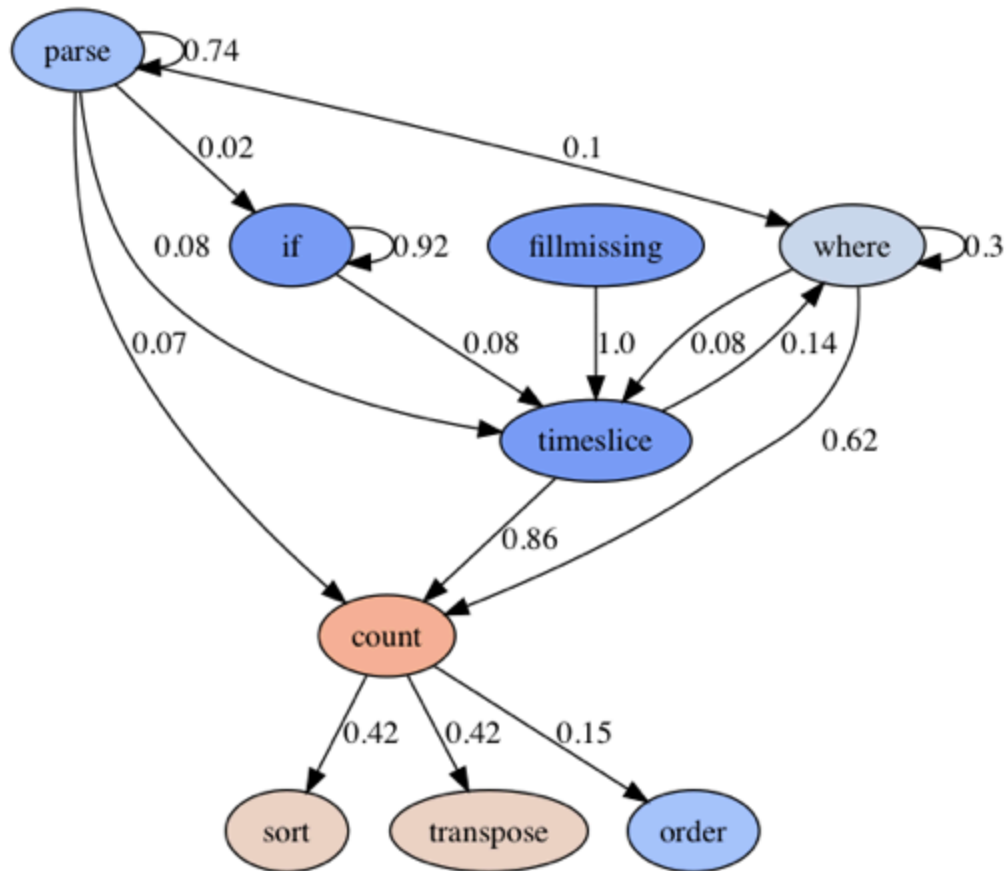 parse
0.74
0.02
0.1
0.08
if
0.92
fillmissing
where
0.3
0.07
0.08
1.0
0.08
0.14
timeslice
0.62
0.86
count
0.42
0.42
0.15
sort
transpose
order